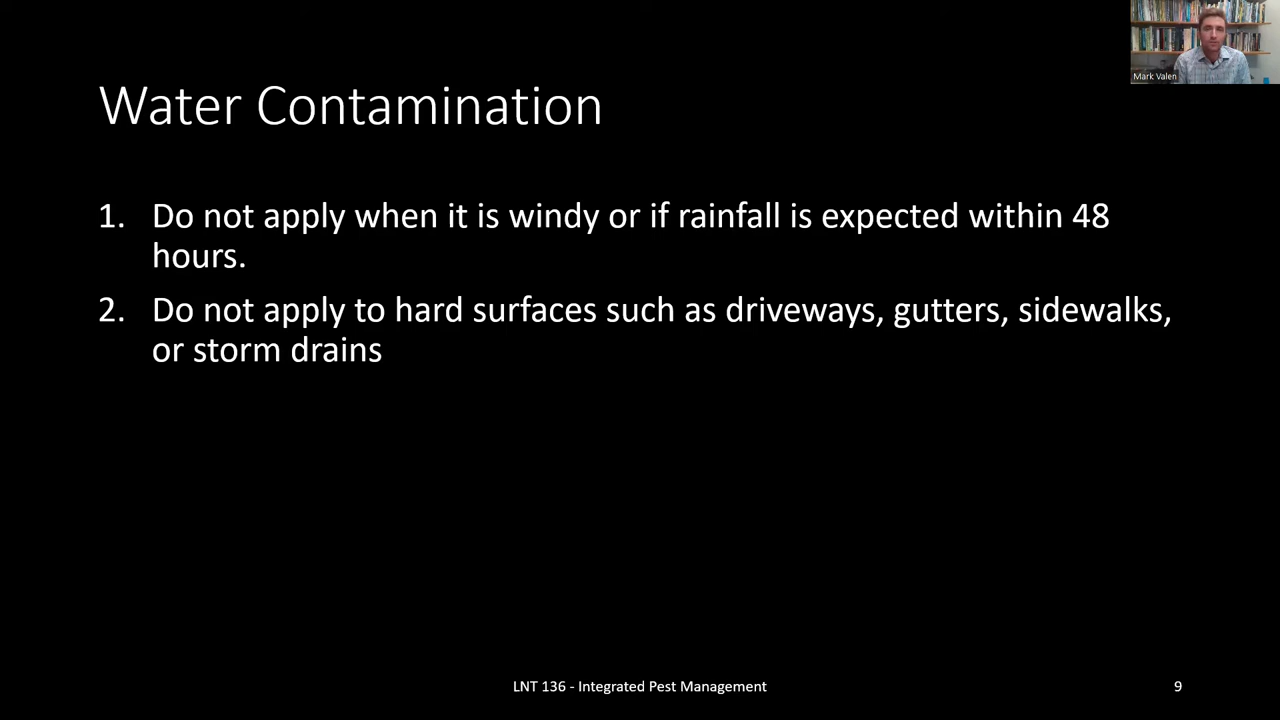 Mark Valen
Water Contamination
1. Do not apply when it is windy or if rainfall is expected within 48
hours.
2. Do not apply to hard surfaces such as driveways, gutters, sidewalks,
or storm drains
LNT 136 - Integrated Pest Management
9